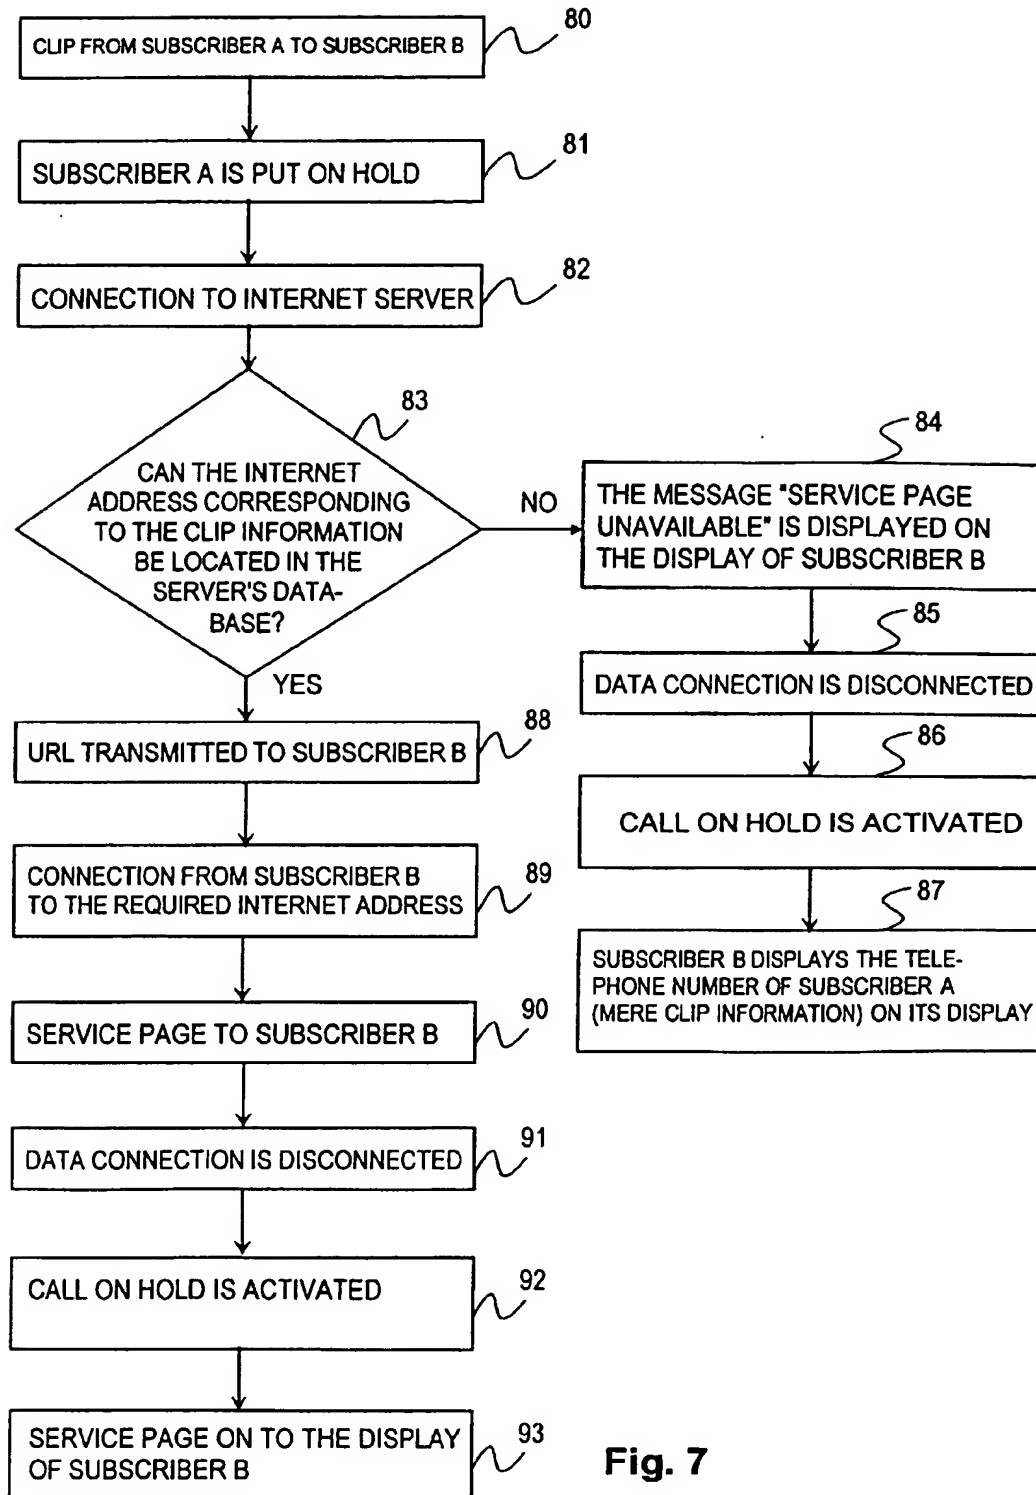 CLIP FROM SUBSCRIBER A TO SUBSCRIBER B
80
SUBSCRIBER A IS PUT ON HOLD
81
CONNECTION TO INTERNET SERVER
82
83
CAN THE INTERNET
ADDRESS CORRESPONDING
TO THE CLIP INFORMATION
BE LOCATED IN THE
SERVER'S DATA-
BASE?
NO
84
THE MESSAGE "SERVICE PAGE
UNAVAILABLE" IS DISPLAYED ON
THE DISPLAY OF SUBSCRIBER B
85
DATA CONNECTION IS DISCONNECTED
86
CALL ON HOLD IS ACTIVATED
87
SUBSCRIBER B DISPLAYS THE TELE-
PHONE NUMBER OF SUBSCRIBER A
(MERE CLIP INFORMATION) ON ITS DISPLAY
YES
URL TRANSMITTED TO SUBSCRIBER B
88
CONNECTION FROM SUBSCRIBER B
TO THE REQUIRED INTERNET ADDRESS
89
SERVICE PAGE TO SUBSCRIBER B
90
DATA CONNECTION IS DISCONNECTED
91
CALL ON HOLD IS ACTIVATED
92
SERVICE PAGE ON TO THE DISPLAY
OF SUBSCRIBER B
93
Fig. 7